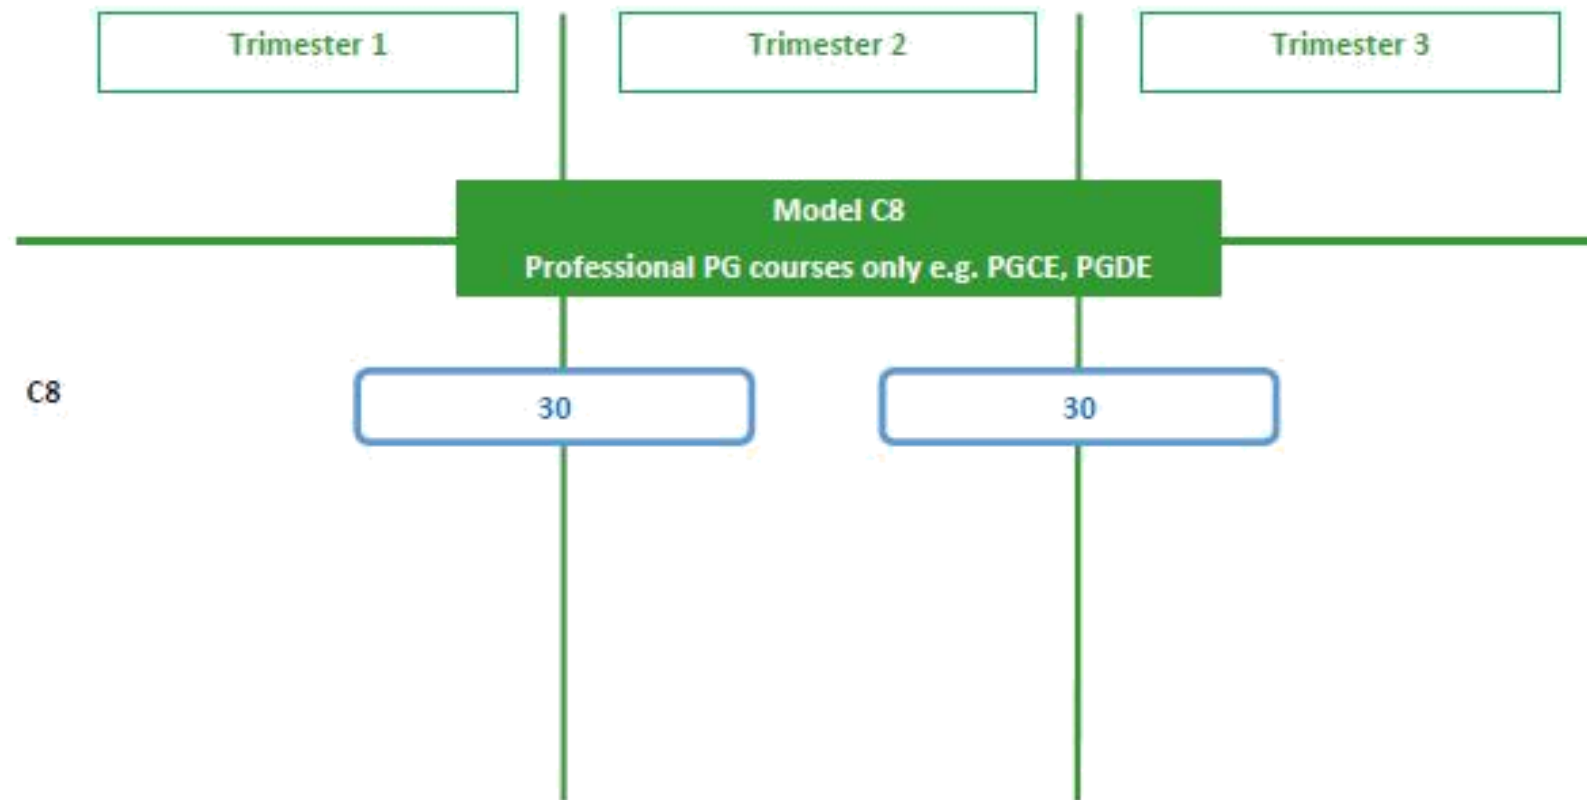 Trimester 1
Trimester 2
Trimester 3
Model C8
Professional PG courses only e.g. PGCE, PGDE
C8
30
30